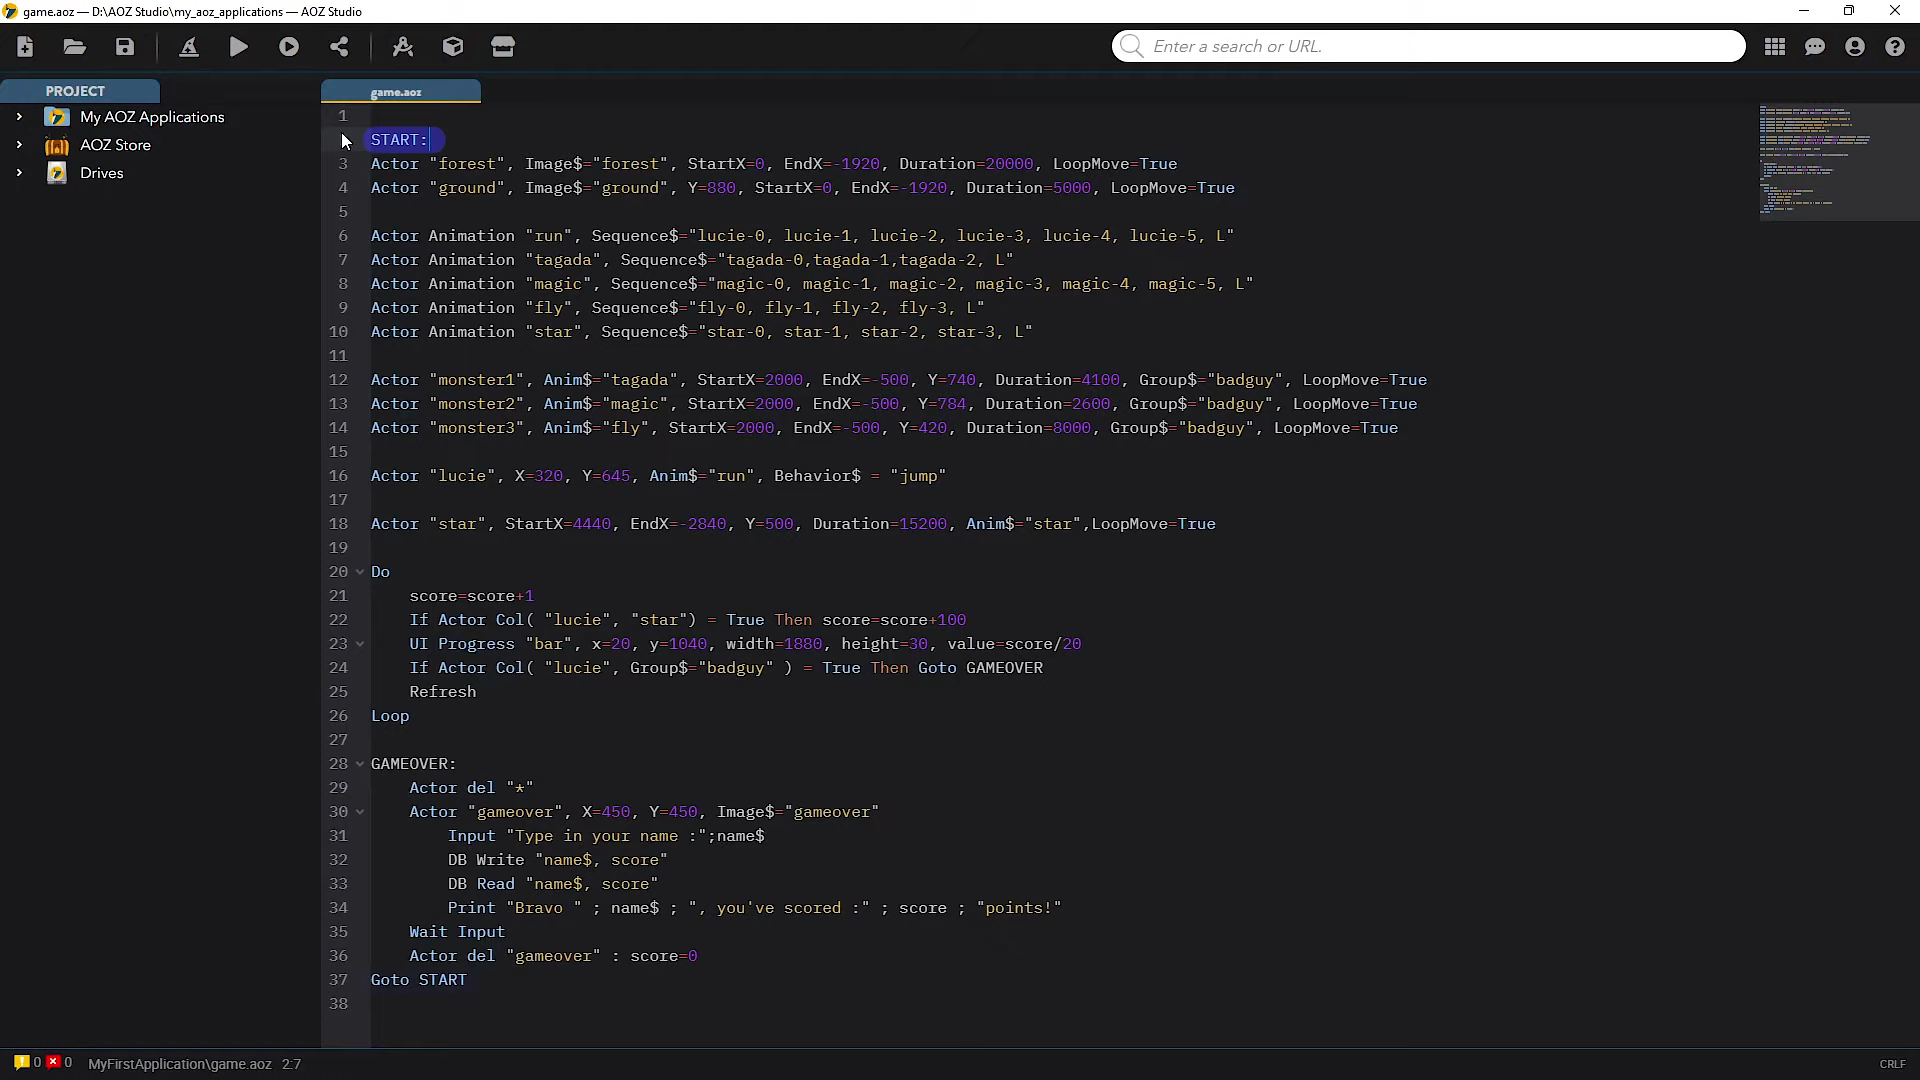 game.aoz — D:\AOZ Studio\my_aoz_applications — AOZ Studio
Enter a search or URL.
PROJECT
My AOZ Applications
AOZ Store
Drives
game.aoz
1
START:
3 Actor "forest", Image$="forest", StartX=0, EndX=-1920, Duration=20000, LoopMove=True
4 Actor "ground", Image$="ground", Y=880, StartX=0, EndX=-1920, Duration=5000, LoopMove=True
5
6 Actor Animation "run", Sequence$="lucie-0, lucie-1, lucie-2, lucie-3, lucie-4, lucie-5, L"
7 Actor Animation "tagada", Sequence$="tagada-0,tagada-1,tagada-2, L"
8 Actor Animation "magic", Sequence$="magic-0, magic-1, magic-2, magic-3, magic-4, magic-5, L"
9 Actor Animation "fly", Sequence$="fly-0, fly-1, fly-2, fly-3, L"
10 Actor Animation "star", Sequence$="star-0, star-1, star-2, star-3, L"
11
12 Actor "monster1", Anim$="tagada", StartX=2000, EndX=-500, Y=740, Duration=4100, Group$="badguy", LoopMove=True
13 Actor "monster2", Anim$="magic", StartX=2000, EndX=-500, Y=784, Duration=2600, Group$="badguy", LoopMove=True
14 Actor "monster3", Anim$="fly", StartX=2000, EndX=-500, Y=420, Duration=8000, Group$="badguy", LoopMove=True
15
16 Actor "lucie", X=320, Y=645, Anim$="run", Behavior$ = "jump"
17
18 Actor "star", StartX=4440, EndX=-2840, Y=500, Duration=15200, Anim$="star",LoopMove=True
19
20 Do
21 score=score+1
22 If Actor Col( "lucie", "star") = True Then score=score+100
23 UI Progress "bar", x=20, y=1040, width=1880, height=30, value=score/20
24 If Actor Col( "lucie", Group$="badguy" ) = True Then Goto GAMEOVER
25 Refresh
26 Loop
27
28 GAMEOVER:
29 Actor del "*"
30 Actor "gameover", X=450, Y=450, Image$="gameover"
31 Input "Type in your name :";name$
32 DB Write "name$, score"
33 DB Read "name$, score"
34 Print "Bravo " ; name$ ; ", you've scored :" ; score ; "points!"
35 Wait Input
36 Actor del "gameover" : score=0
37 Goto START
38
0 0 MyFirstApplication\game.aoz 2:7
CRLF